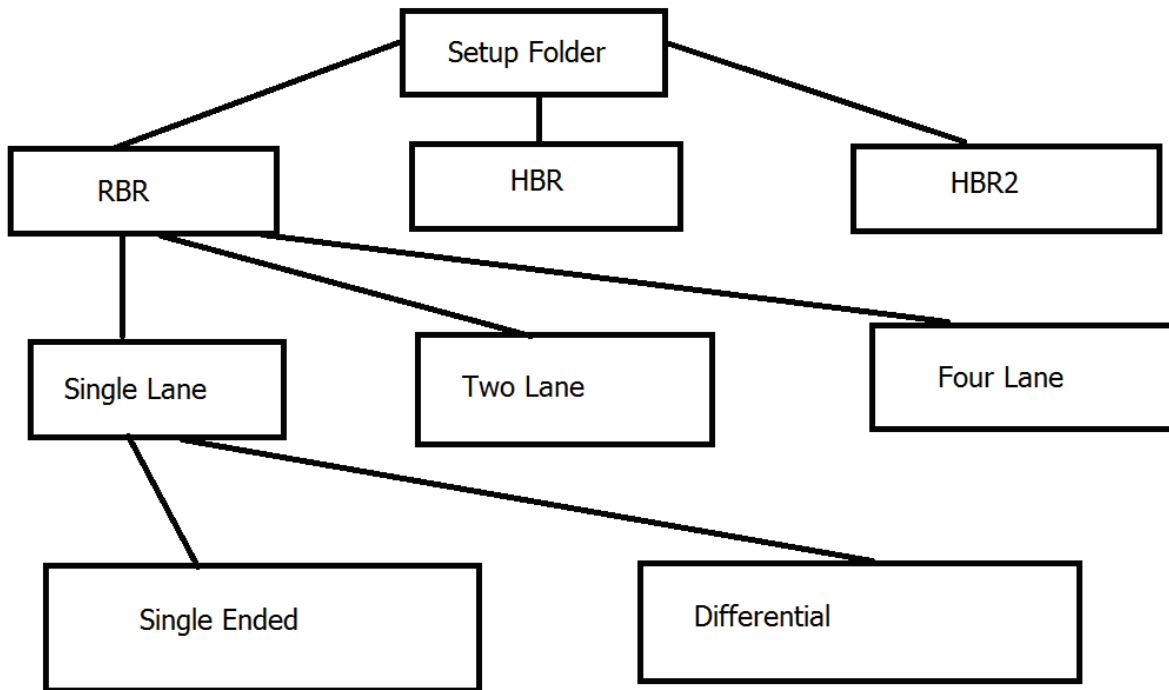 Setup Folder
RBR
HBR
HBR2
Single Lane
Two Lane
Four Lane
Single Ended
Differential